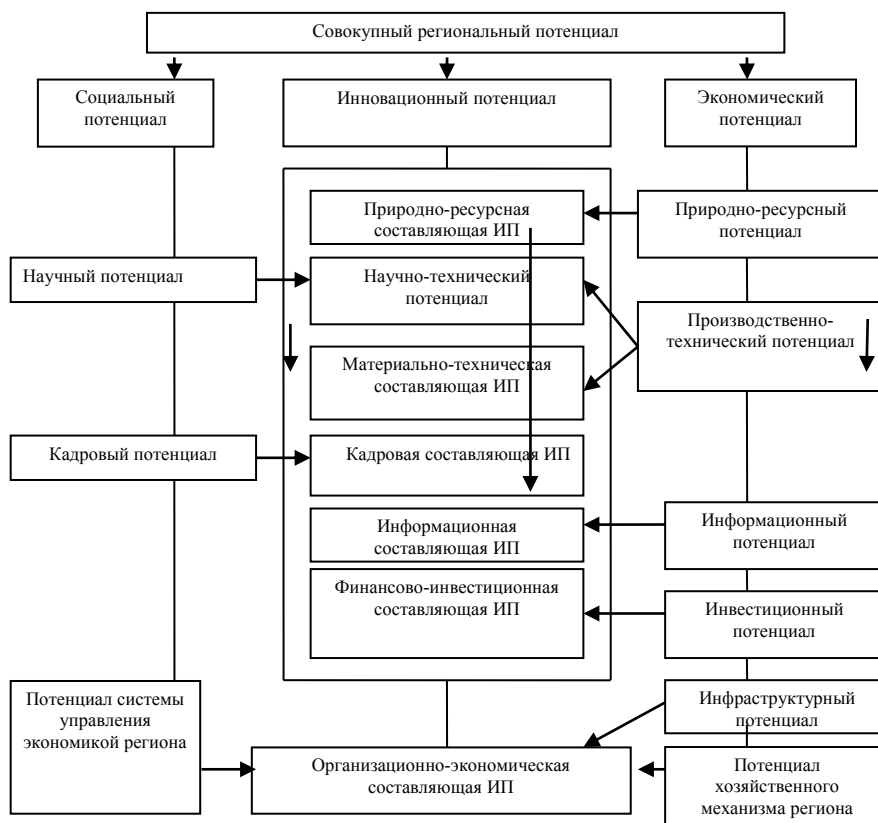 Совокупный региональный потенциал
Социальный
потенциал
Инновационный потенциал
Экономический
потенциал
Природно-ресурсная
составляющая ИП
Природно-ресурсный
потенциал
Научный потенциал
Научно-технический
потенциал
Производственно-
технический потенциал
Материально-техническая
составляющая ИП
Кадровый потенциал
Кадровая составляющая ИП
Информационная
составляющая ИП
Информационный
потенциал
Финансово-инвестиционная
составляющая ИП
Инвестиционный
потенциал
Потенциал системы
управления
экономикой региона
Инфраструктурный
потенциал
Организационно-экономическая
составляющая ИП
Потенциал
хозяйственного
механизма региона